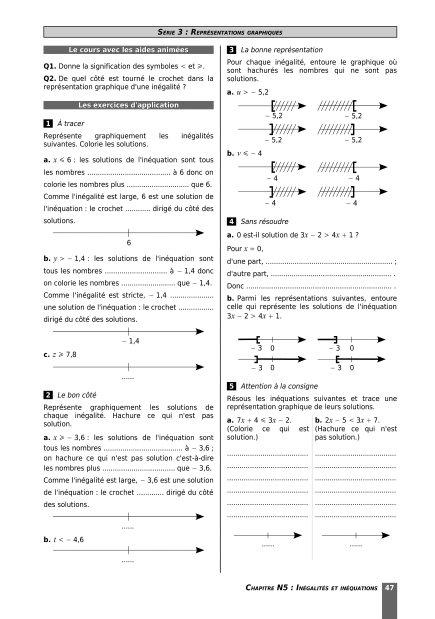 SÉRIE 3 : REPRÉSENTATIONS GRAPHIQUES
Le cours avec les aides animées
Q1. Donne la signification des symboles < et ⩾.
Q2. De quel côté est tourné le crochet dans la
représentation graphique d'une inégalité ?
Les exercices d'application
1 À tracer
Représente graphiquement les inégalités
suivantes. Colorie les solutions.
a. x ⩽ 6 : les solutions de l'inéquation sont tous
les nombres ....................................... à 6 donc on
colorie les nombres plus ............................. que 6.
Comme l'inégalité est large, 6 est une solution de
l'inéquation : le crochet ............ dirigé du côté des
solutions.
6
b. y > − 1,4 : les solutions de l'inéquation sont
tous les nombres .............................. à − 1,4 donc
on colorie les nombres ......................... que − 1,4.
Comme l'inégalité est stricte, − 1,4 .....................
une solution de l'inéquation : le crochet .................
dirigé du côté des solutions.
− 1,4
c. z ⩾ 7,8
......
2 Le bon côté
Représente graphiquement les solutions de
chaque inégalité. Hachure ce qui n'est pas
solution.
a. x ⩾ − 3,6 : les solutions de l'inéquation sont
tous les nombres ..................................... à − 3,6 ;
on hachure ce qui n'est pas solution c'est-à-dire
les nombres plus ................................... que − 3,6.
Comme l'inégalité est large, − 3,6 est une solution
de l'inéquation : le crochet ............. dirigé du côté
des solutions.
......
b. t < − 4,6
......
3 La bonne représentation
Pour chaque inégalité, entoure le graphique où
sont hachurés les nombres qui ne sont pas
solutions.
a. u > − 5,2
− 5,2 − 5,2
− 5,2 − 5,2
b. v ⩽ − 4
− 4 − 4
− 4 − 4
4 Sans résoudre
a. 0 est-il solution de 3x − 2 > 4x + 1 ?
Pour x = 0,
d'une part, ............................................................ ;
d'autre part, .......................................................... .
Donc .................................................................... .
b. Parmi les représentations suivantes, entoure
celle qui représente les solutions de l'inéquation
3x − 2 > 4x + 1.
− 3 0 − 3 0
− 3 0 − 3 0
5 Attention à la consigne
Résous les inéquations suivantes et trace une
représentation graphique de leurs solutions.
a. 7x + 4 ⩽ 3x − 2.
(Colorie ce qui est
solution.)
......................................
......................................
......................................
......................................
......................................
......................................
......
b. 2x − 5 < 3x + 7.
(Hachure ce qui n'est
pas solution.)
......................................
......................................
......................................
......................................
......................................
......................................
......
CHAPITRE N5 : INÉGALITÉS ET INÉQUATIONS 47